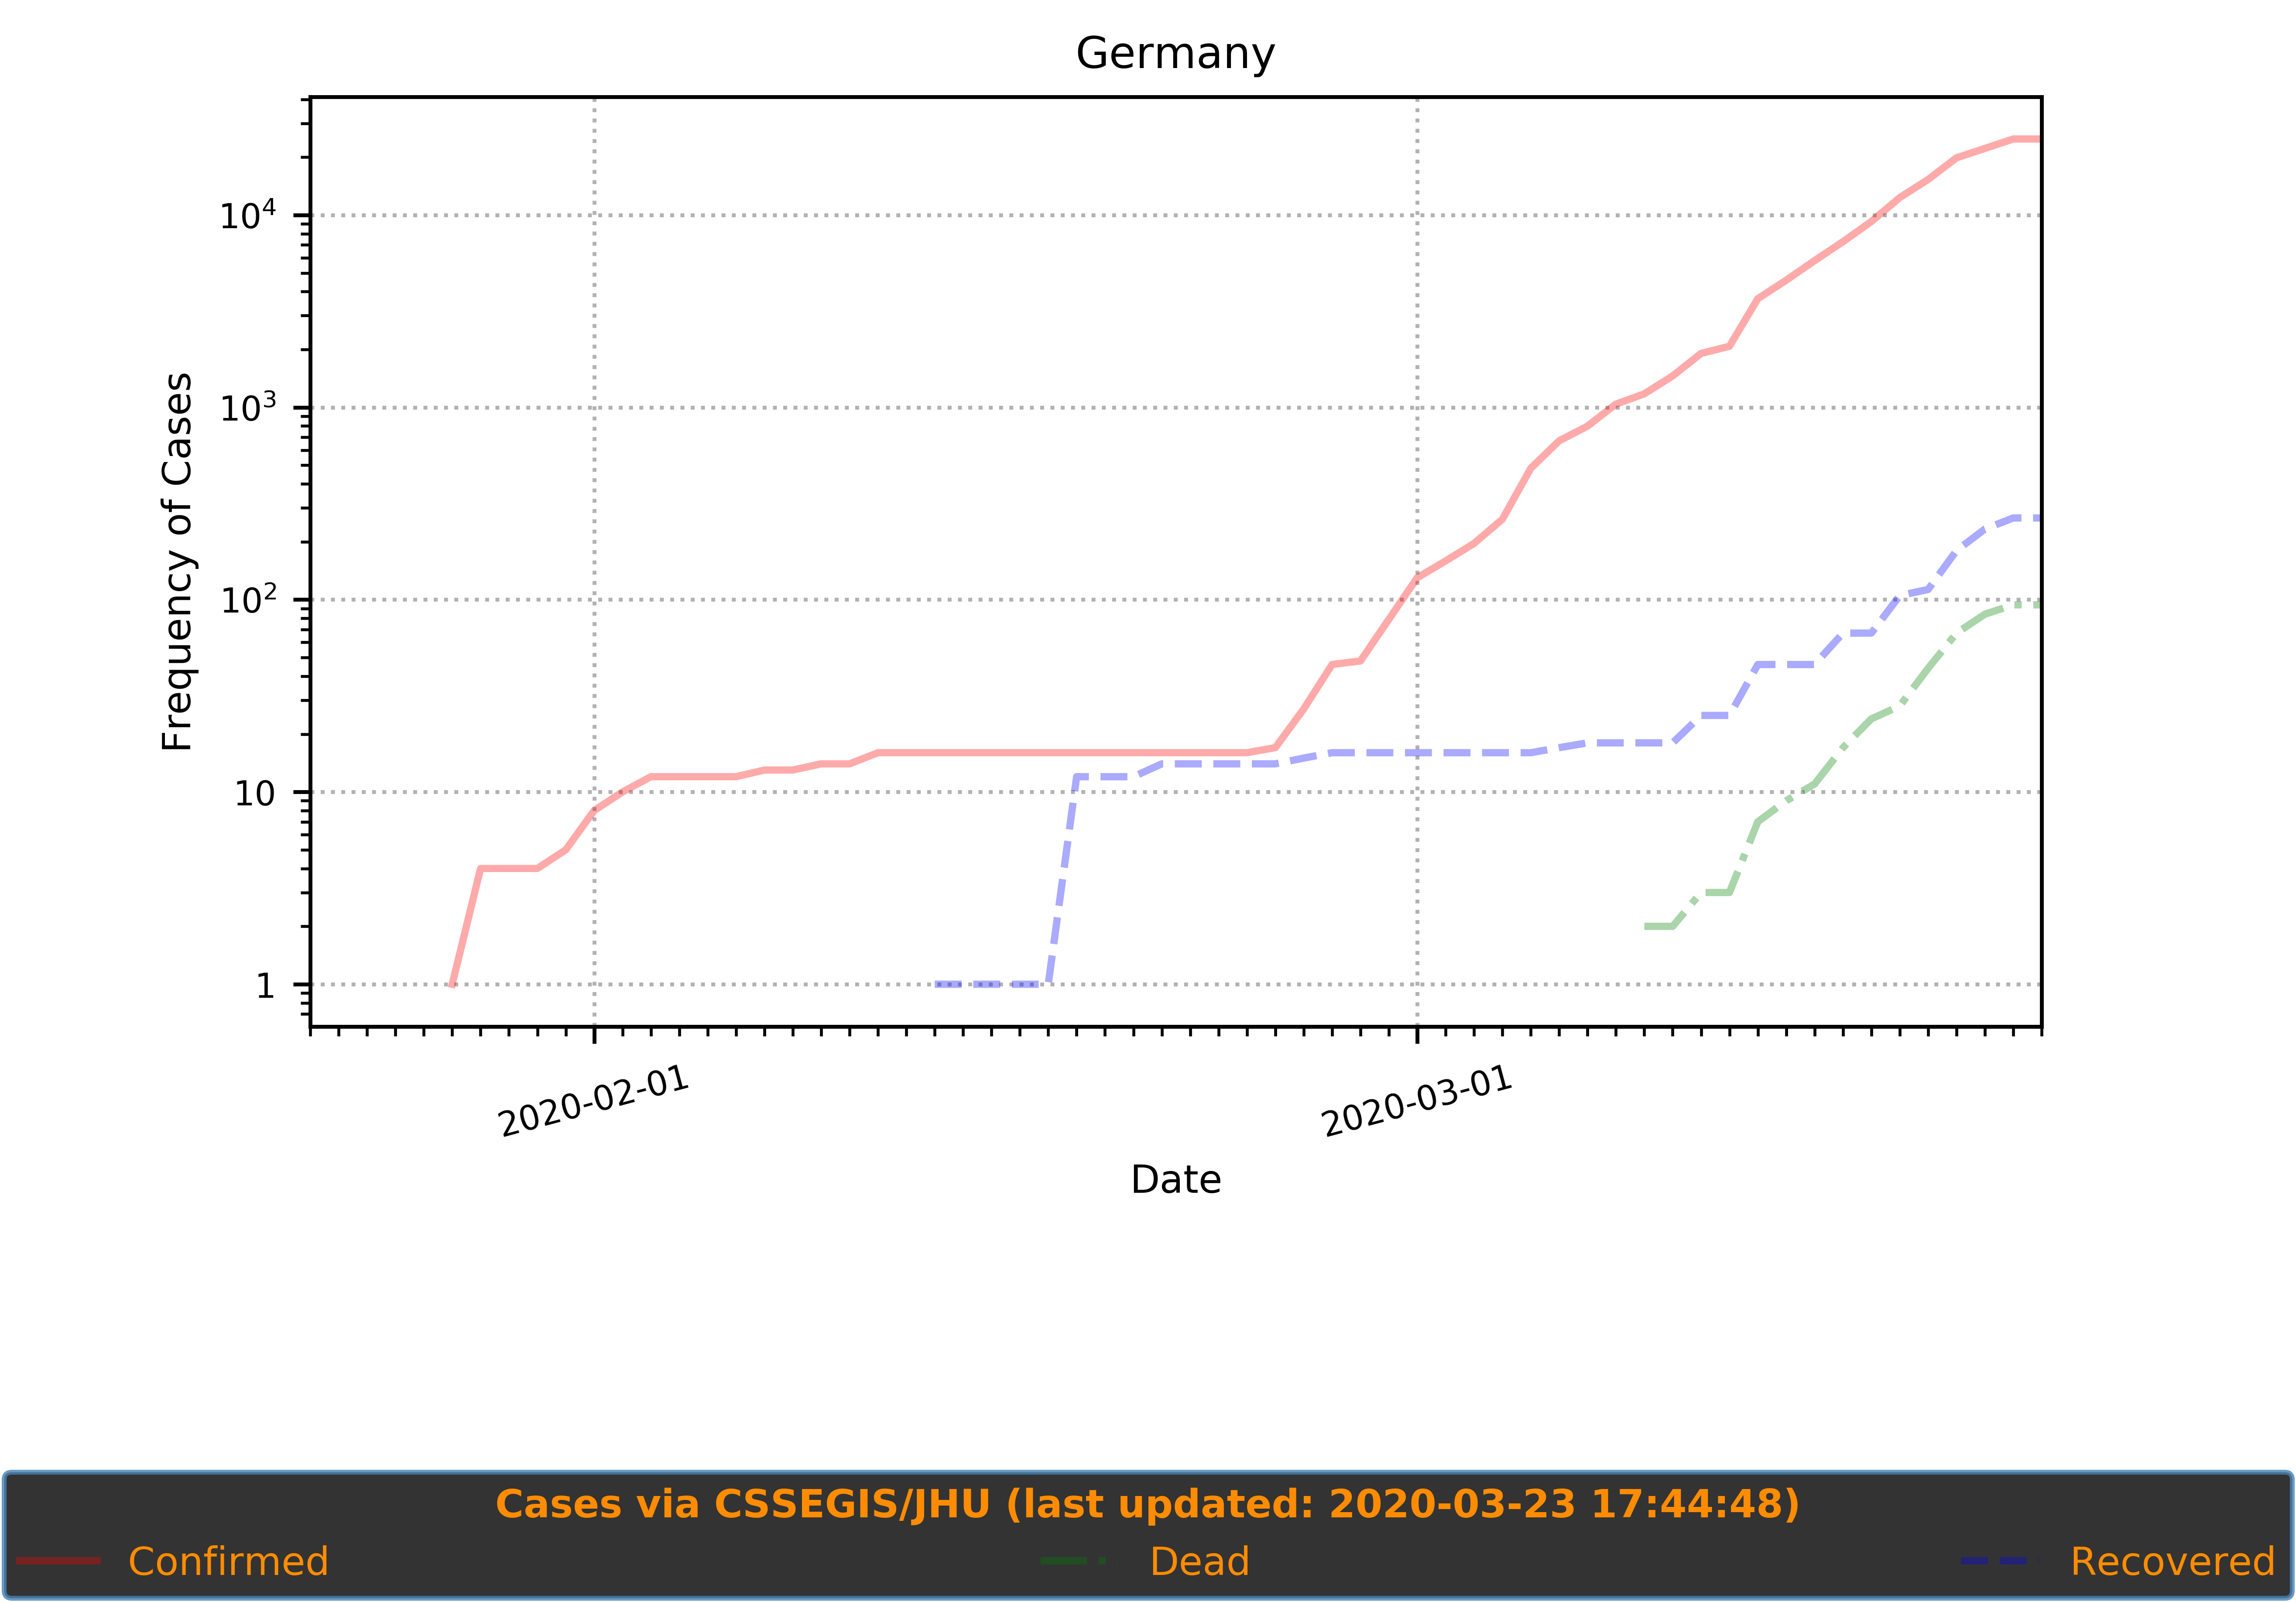 Germany
Frequency of Cases
10⁴
10³
10²
10
1
2020-02-01
2020-03-01
Date
Cases via CSSEGIS/JHU (last updated: 2020-03-23 17:44:48)
Confirmed
Dead
Recovered